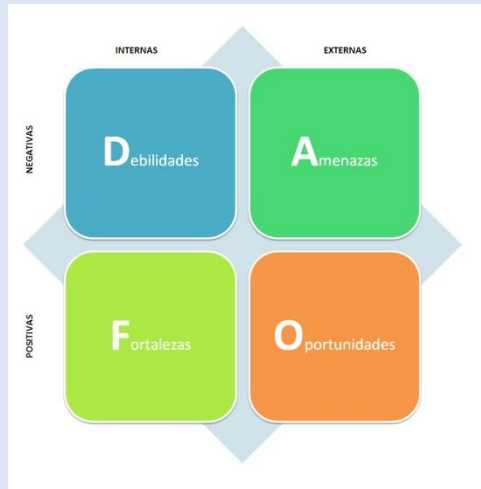 INTERNAS
EXTERNAS
NEGATIVAS
Debilidades
Amenazas
POSITIVAS
Fortalezas
Oportunidades